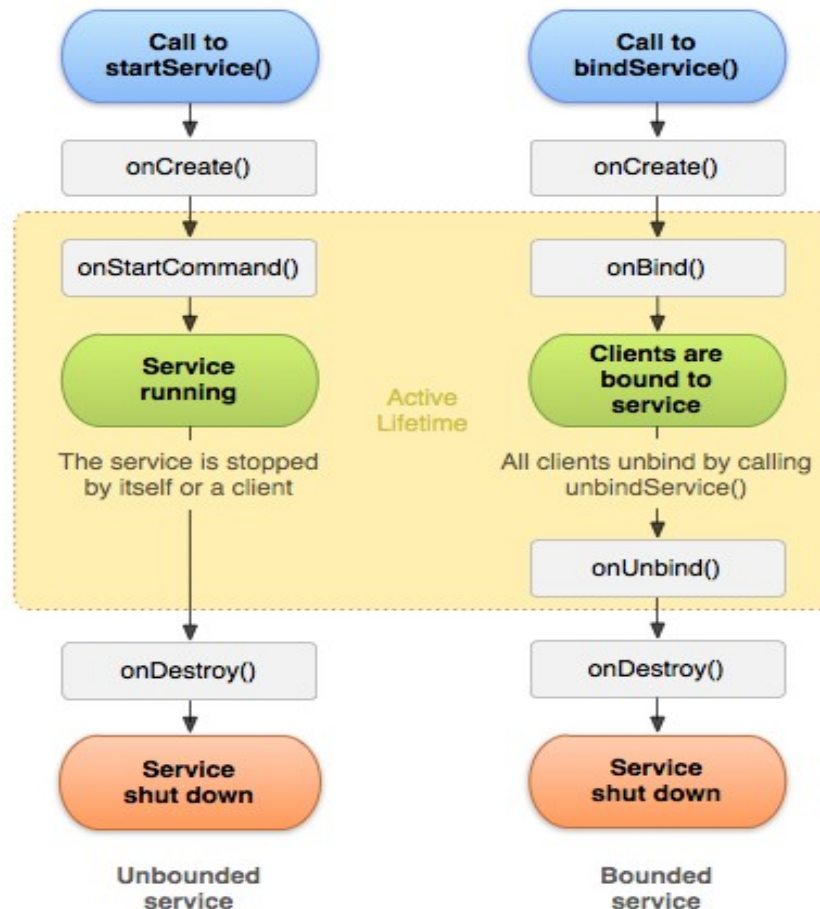 Call to
startService()
onCreate()
onStartCommand()
Service
running
The service is stopped
by itself or a client
onDestroy()
Service
shut down
Unbounded
service
Active
Lifetime
Call to
bindService()
onCreate()
onBind()
Clients are
bound to
service
All clients unbind by calling
unbindService()
onUnbind()
onDestroy()
Service
shut down
Bounded
service